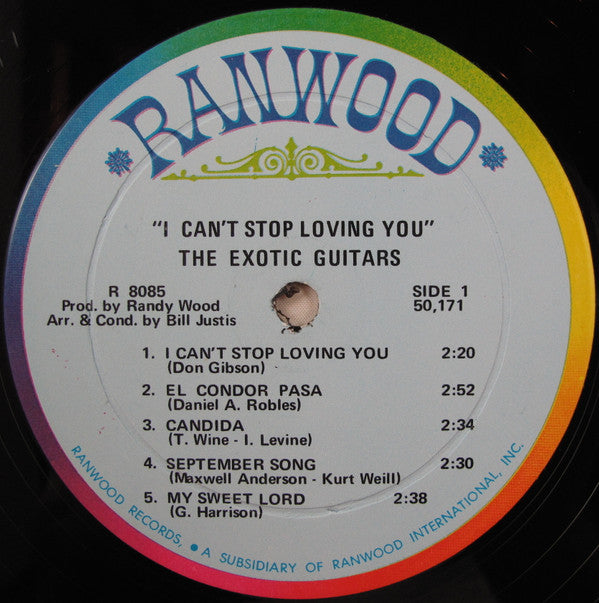 RANWOOD
"I CAN'T STOP LOVING YOU"
THE EXOTIC GUITARS
R 8085
Prod. by Randy Wood
Arr. & Cond. by Bill Justis
SIDE 1
50,171
1. I CAN'T STOP LOVING YOU 2:20
(Don Gibson)
2. EL CONDOR PASA 2:52
(Daniel A. Robles)
3. CANDIDA 2:34
(T. Wine - I. Levine)
4. SEPTEMBER SONG 2:30
(Maxwell Anderson - Kurt Weill)
5. MY SWEET LORD 2:38
(G. Harrison)
RANWOOD RECORDS, • A SUBSIDIARY OF RANWOOD INTERNATIONAL, INC.